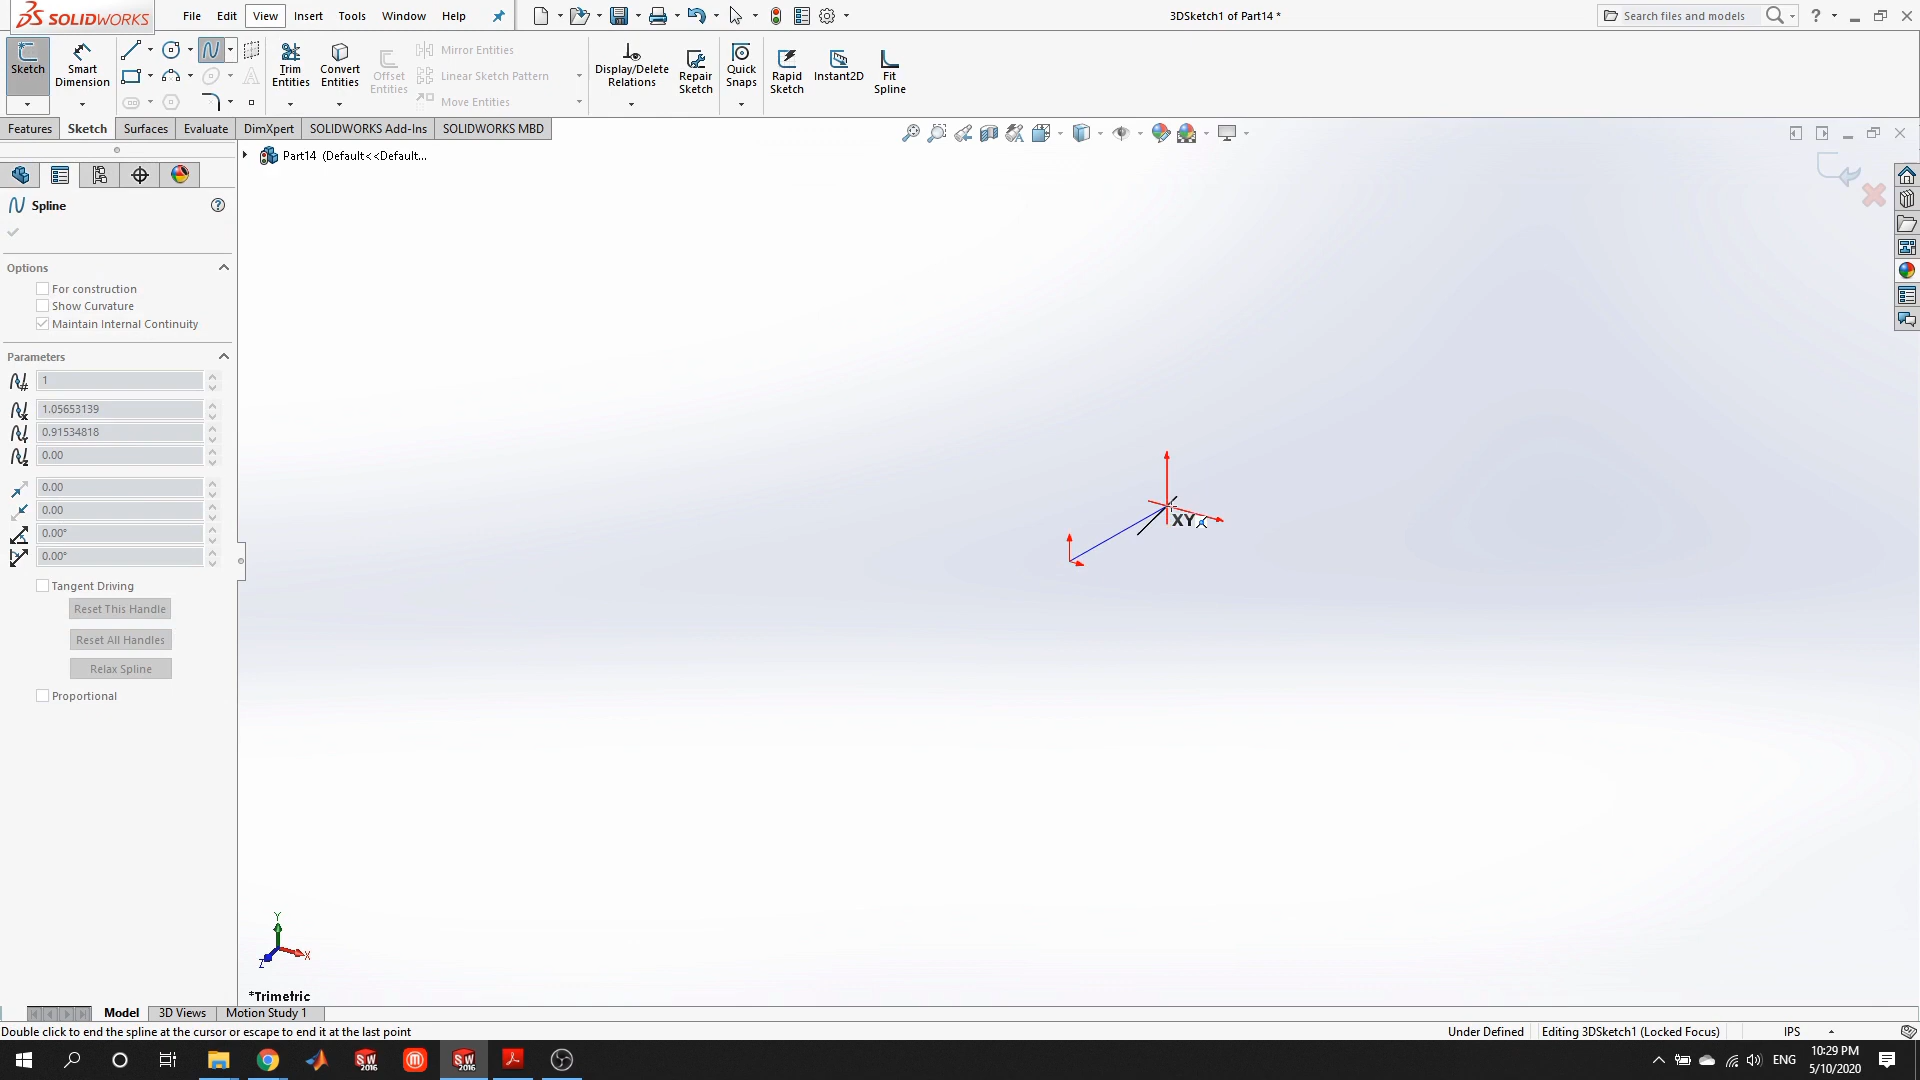 SOLIDWORKS
File Edit View Insert Tools Window Help
3DSketch1 of Part14 *
Search files and models
Sketch
Smart Dimension
Trim Entities
Convert Entities
Offset Entities
Mirror Entities
Linear Sketch Pattern
Move Entities
Display/Delete Relations
Repair Sketch
Quick Snaps
Rapid Sketch
Instant2D
Fit Spline
Features Sketch Surfaces Evaluate DimXpert SOLIDWORKS Add-Ins SOLIDWORKS MBD
Part14 (Default<<Default...
Spline
Options
For construction
Show Curvature
Maintain Internal Continuity
Parameters
1
1.05653139
0.91534818
0.00
0.00
0.00
0.00°
0.00°
Tangent Driving
Reset This Handle
Reset All Handles
Relax Spline
Proportional
XY
Y
X
Z
*Trimetric
Model 3D Views Motion Study 1
Double click to end the spline at the cursor or escape to end it at the last point
Under Defined Editing 3DSketch1 (Locked Focus) IPS
SW 2016
SW 2016
ENG
10:29 PM
5/10/2020